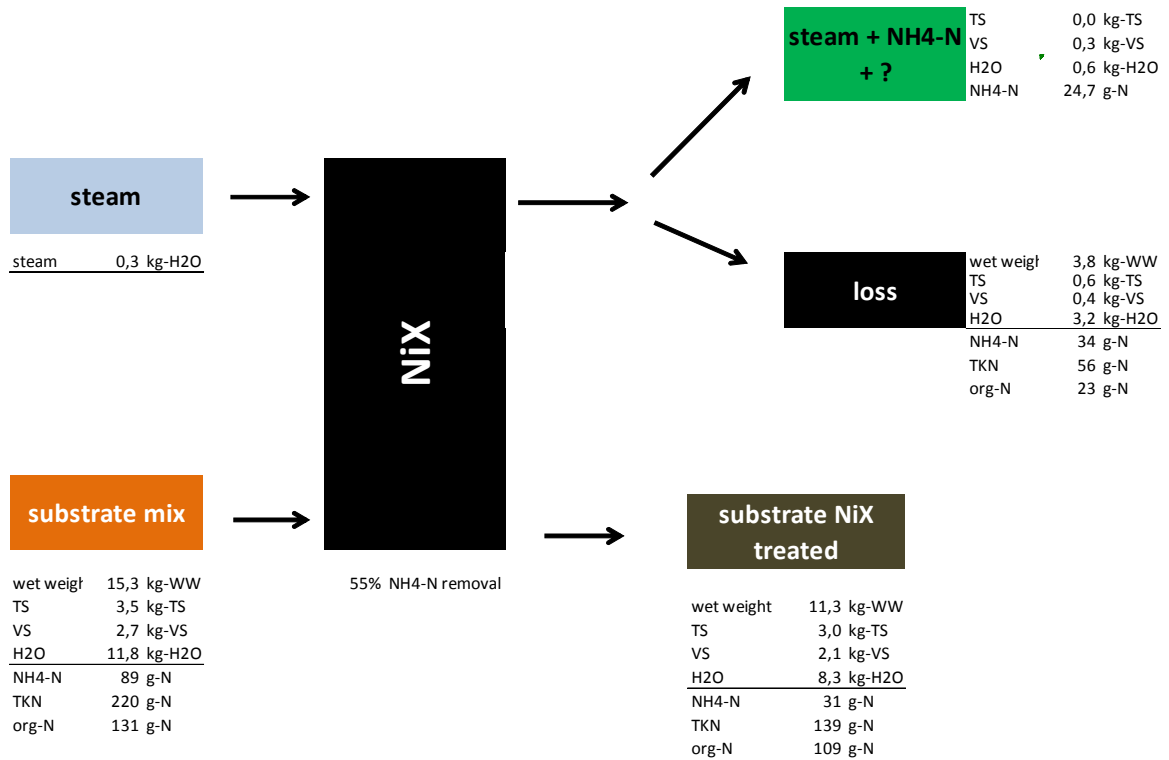 steam + NH4-N
+ ?
TS 0,0 kg-TS
VS 0,3 kg-VS
H2O 0,6 kg-H2O
NH4-N 24,7 g-N
steam
steam 0,3 kg-H2O
NiX
55% NH4-N removal
loss
wet weigh 3,8 kg-WW
TS 0,6 kg-TS
VS 0,4 kg-VS
H2O 3,2 kg-H2O
NH4-N 34 g-N
TKN 56 g-N
org-N 23 g-N
substrate mix
wet weigh 15,3 kg-WW
TS 3,5 kg-TS
VS 2,7 kg-VS
H2O 11,8 kg-H2O
NH4-N 89 g-N
TKN 220 g-N
org-N 131 g-N
substrate NiX
treated
wet weight 11,3 kg-WW
TS 3,0 kg-TS
VS 2,1 kg-VS
H2O 8,3 kg-H2O
NH4-N 31 g-N
TKN 139 g-N
org-N 109 g-N